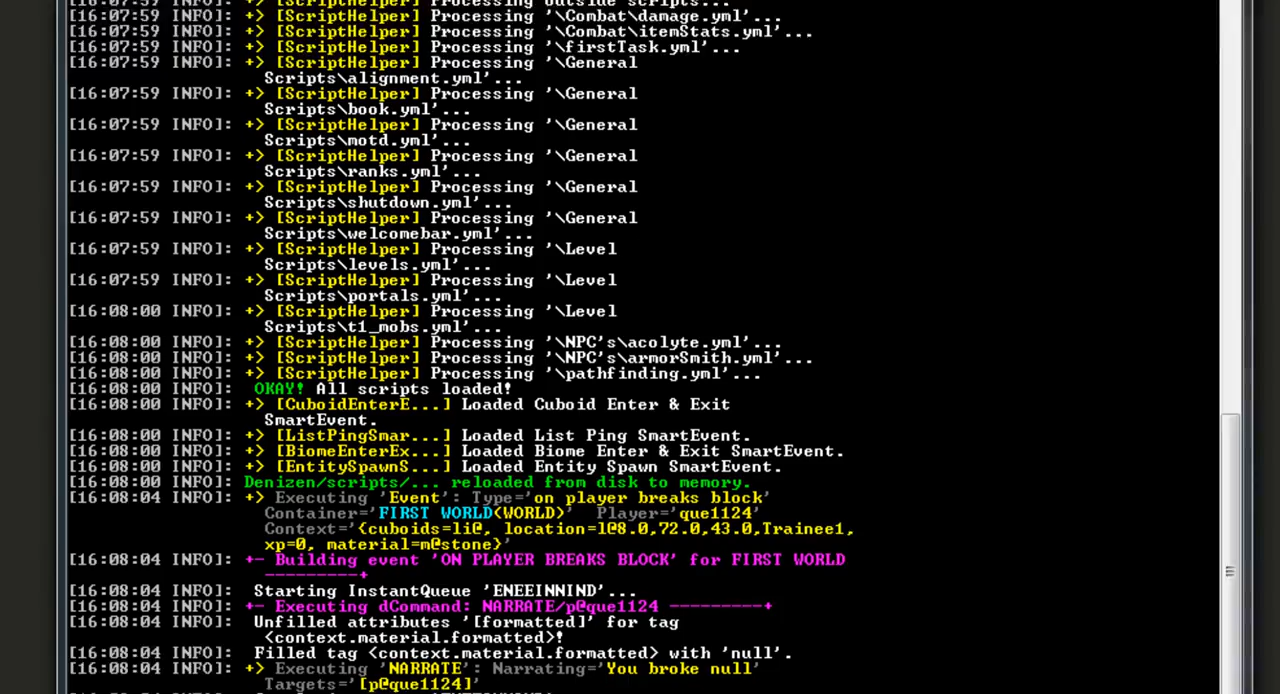 [16:07:59 INFO]: +> [ScriptHelper] Processing outside scripts...
[16:07:59 INFO]: +> [ScriptHelper] Processing '\Combat\damage.yml'...
[16:07:59 INFO]: +> [ScriptHelper] Processing '\Combat\itemStats.yml'...
[16:07:59 INFO]: +> [ScriptHelper] Processing '\firstTask.yml'...
[16:07:59 INFO]: +> [ScriptHelper] Processing '\General
Scripts\alignment.yml'...
[16:07:59 INFO]: +> [ScriptHelper] Processing '\General
Scripts\book.yml'...
[16:07:59 INFO]: +> [ScriptHelper] Processing '\General
Scripts\motd.yml'...
[16:07:59 INFO]: +> [ScriptHelper] Processing '\General
Scripts\ranks.yml'...
[16:07:59 INFO]: +> [ScriptHelper] Processing '\General
Scripts\shutdown.yml'...
[16:07:59 INFO]: +> [ScriptHelper] Processing '\General
Scripts\welcomebar.yml'...
[16:07:59 INFO]: +> [ScriptHelper] Processing '\Level
Scripts\levels.yml'...
[16:07:59 INFO]: +> [ScriptHelper] Processing '\Level
Scripts\portals.yml'...
[16:08:00 INFO]: +> [ScriptHelper] Processing '\Level
Scripts\t1_mobs.yml'...
[16:08:00 INFO]: +> [ScriptHelper] Processing '\NPC's\acolyte.yml'...
[16:08:00 INFO]: +> [ScriptHelper] Processing '\NPC's\armorSmith.yml'...
[16:08:00 INFO]: +> [ScriptHelper] Processing '\pathfinding.yml'...
[16:08:00 INFO]: OKAY! All scripts loaded!
[16:08:00 INFO]: +> [CuboidEnterE...] Loaded Cuboid Enter & Exit
SmartEvent.
[16:08:00 INFO]: +> [ListPingSmar...] Loaded List Ping SmartEvent.
[16:08:00 INFO]: +> [BiomeEnterEx...] Loaded Biome Enter & Exit SmartEvent.
[16:08:00 INFO]: +> [EntitySpawnS...] Loaded Entity Spawn SmartEvent.
[16:08:00 INFO]: Denizen/scripts/... reloaded from disk to memory.
[16:08:04 INFO]: +> Executing 'Event': Type='on player breaks block'
Container='FIRST WORLD(WORLD)' Player='que1124'
Context='{cuboids=li@, location=l@8.0,72.0,43.0,Trainee1,
xp=0, material=m@stone}'
[16:08:04 INFO]: +- Building event 'ON PLAYER BREAKS BLOCK' for FIRST WORLD
---------+
[16:08:04 INFO]: Starting InstantQueue 'ENEEINNIND'...
[16:08:04 INFO]: +- Executing dCommand: NARRATE/p@que1124 ---------+
[16:08:04 INFO]: Unfilled attributes '[formatted]' for tag
<context.material.formatted>!
[16:08:04 INFO]: Filled tag <context.material.formatted> with 'null'.
[16:08:04 INFO]: +> Executing 'NARRATE': Narrating='You broke null'
Targets='[p@que1124]'